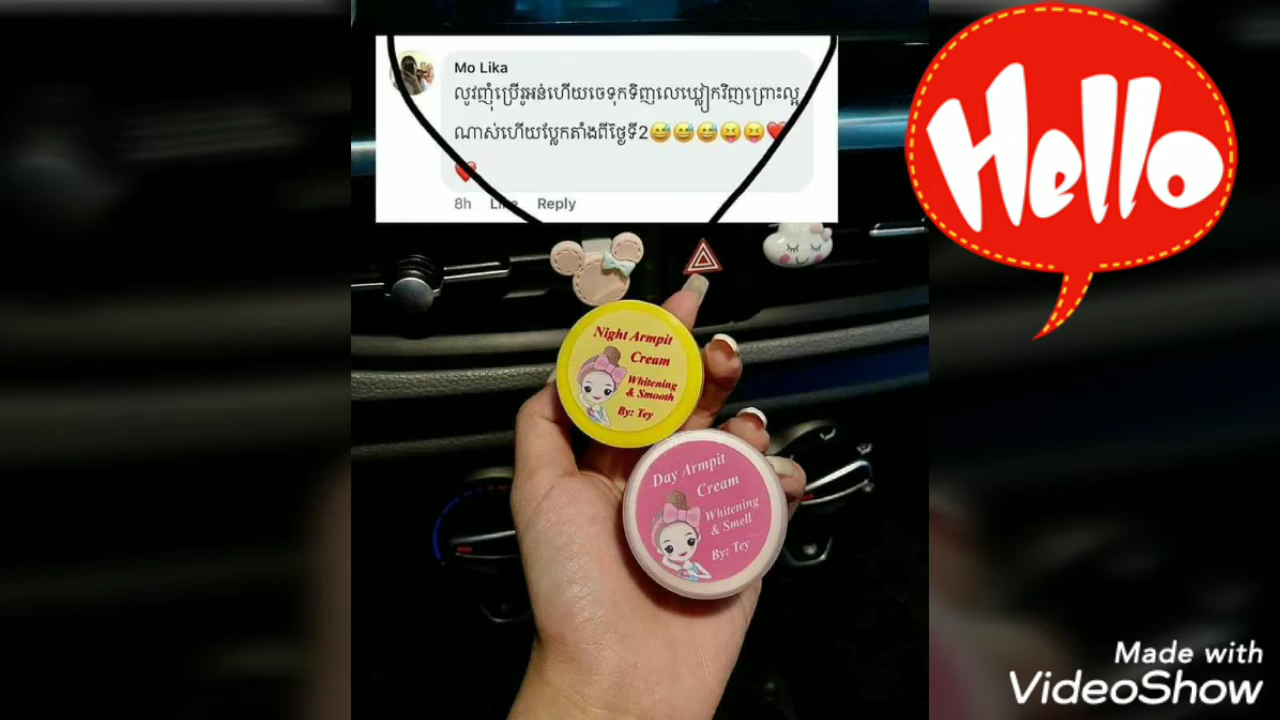 Mo Lika
លូវញុំប្រើរូអន់ហើយចេទុកទិញលេឃ្លៀកវិញព្រោះល្អ
ណាស់ហើយប្លែកតាំងពីថ្ងៃទី2😅😅😅😝😝❤️
❤️
8h Like Reply
Hello
Night Armpit
Cream
Whitening
& Smooth
By: Tey
Day Armpit
Cream
Whitening
& Smell
By: Tey
Made with
VideoShow